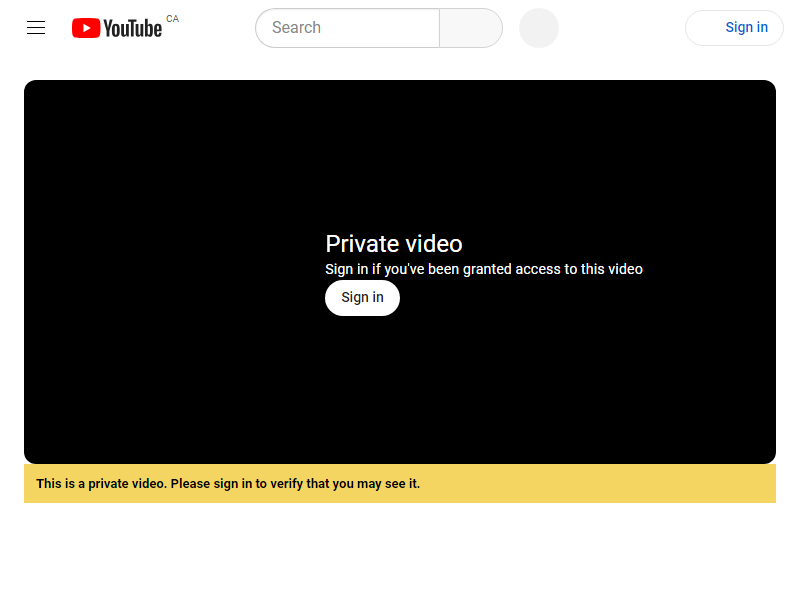 YouTube CA
Search
Sign in
Private video
Sign in if you've been granted access to this video
Sign in
This is a private video. Please sign in to verify that you may see it.